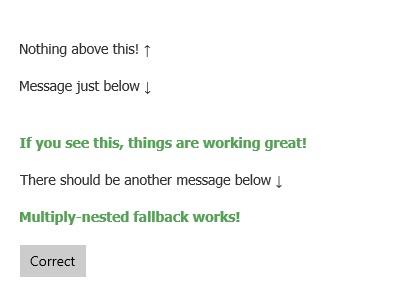 Nothing above this! ↑
Message just below ↓
If you see this, things are working great!
There should be another message below ↓
Multiply-nested fallback works!
Correct